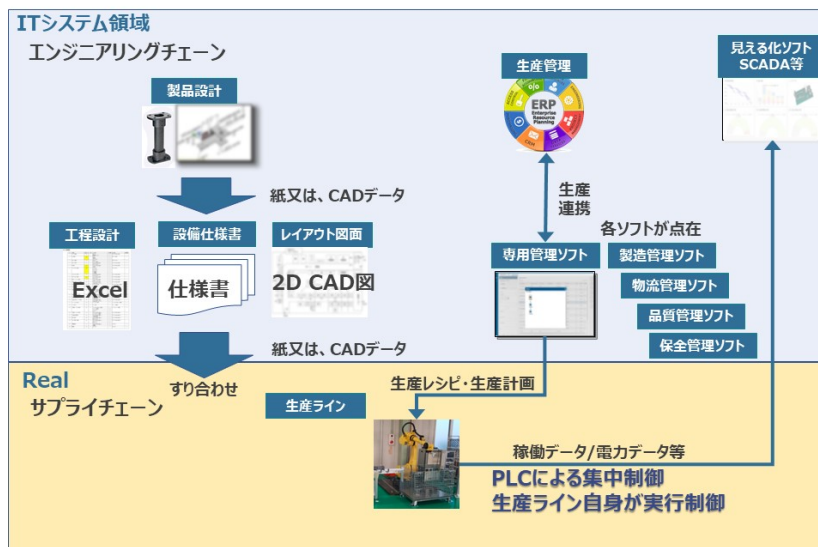 ITシステム領域
エンジニアリングチェーン
製品設計
紙又は、CADデータ
工程設計
Excel
設備仕様書
仕様書
レイアウト図面
2D CAD図
紙又は、CADデータ
生産管理
ERP
Enterprise
Resource
Planning
CRM
生産
連携
見える化ソフト
SCADA等
各ソフトが点在
専用管理ソフト
製造管理ソフト
物流管理ソフト
品質管理ソフト
保全管理ソフト
Real
サプライチェーン
すり合わせ
生産ライン
生産レシピ・生産計画
稼働データ/電力データ等
PLCによる集中制御
生産ライン自身が実行制御